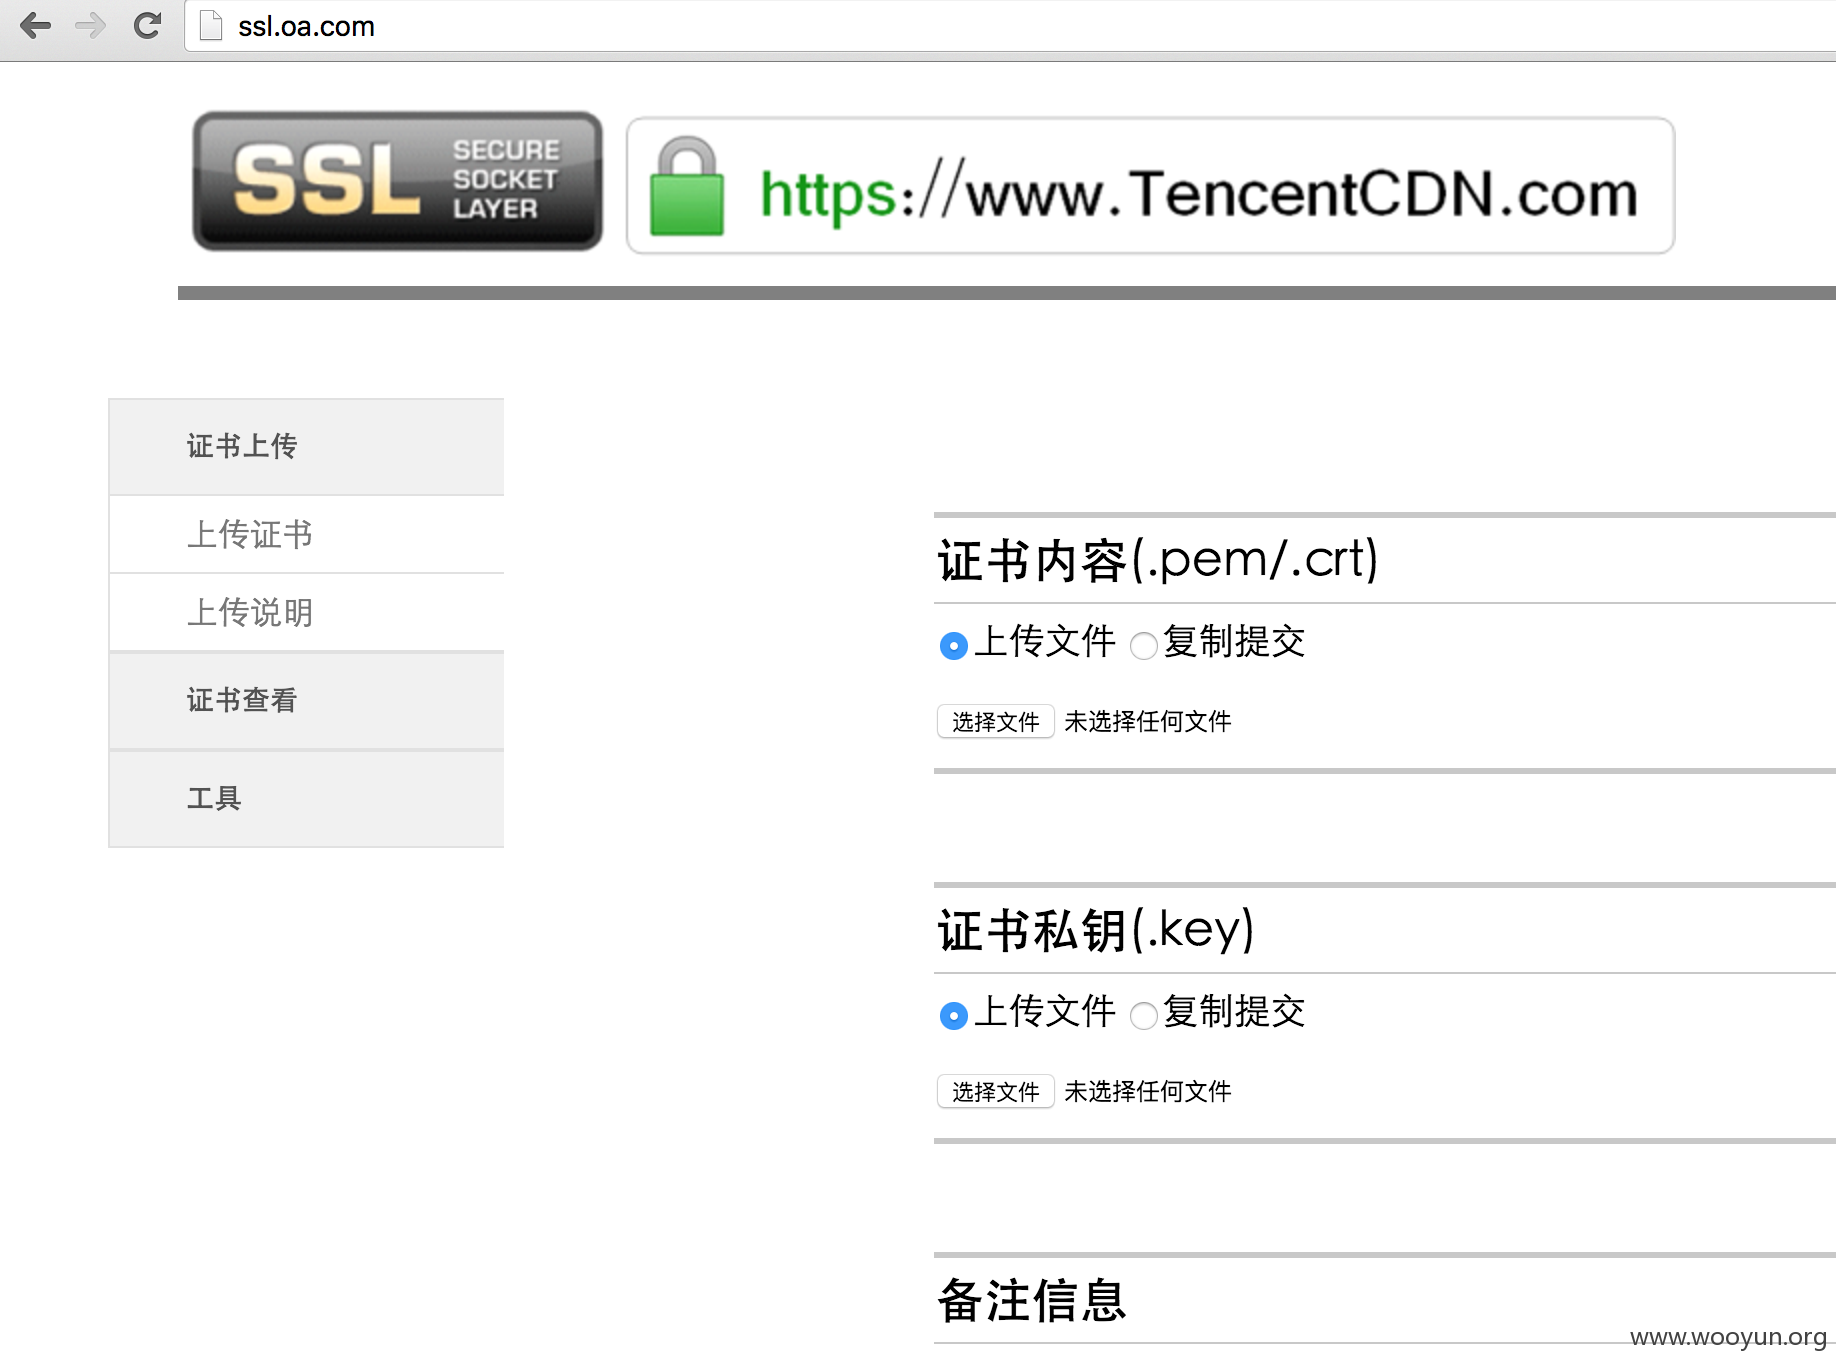 ssl.oa.com
SSL SECURE SOCKET LAYER
https://www.TencentCDN.com
证书上传
上传证书
上传说明
证书查看
工具
证书内容(.pem/.crt)
上传文件 复制提交
选择文件 未选择任何文件
证书私钥(.key)
上传文件 复制提交
选择文件 未选择任何文件
备注信息
www.wooyun.org